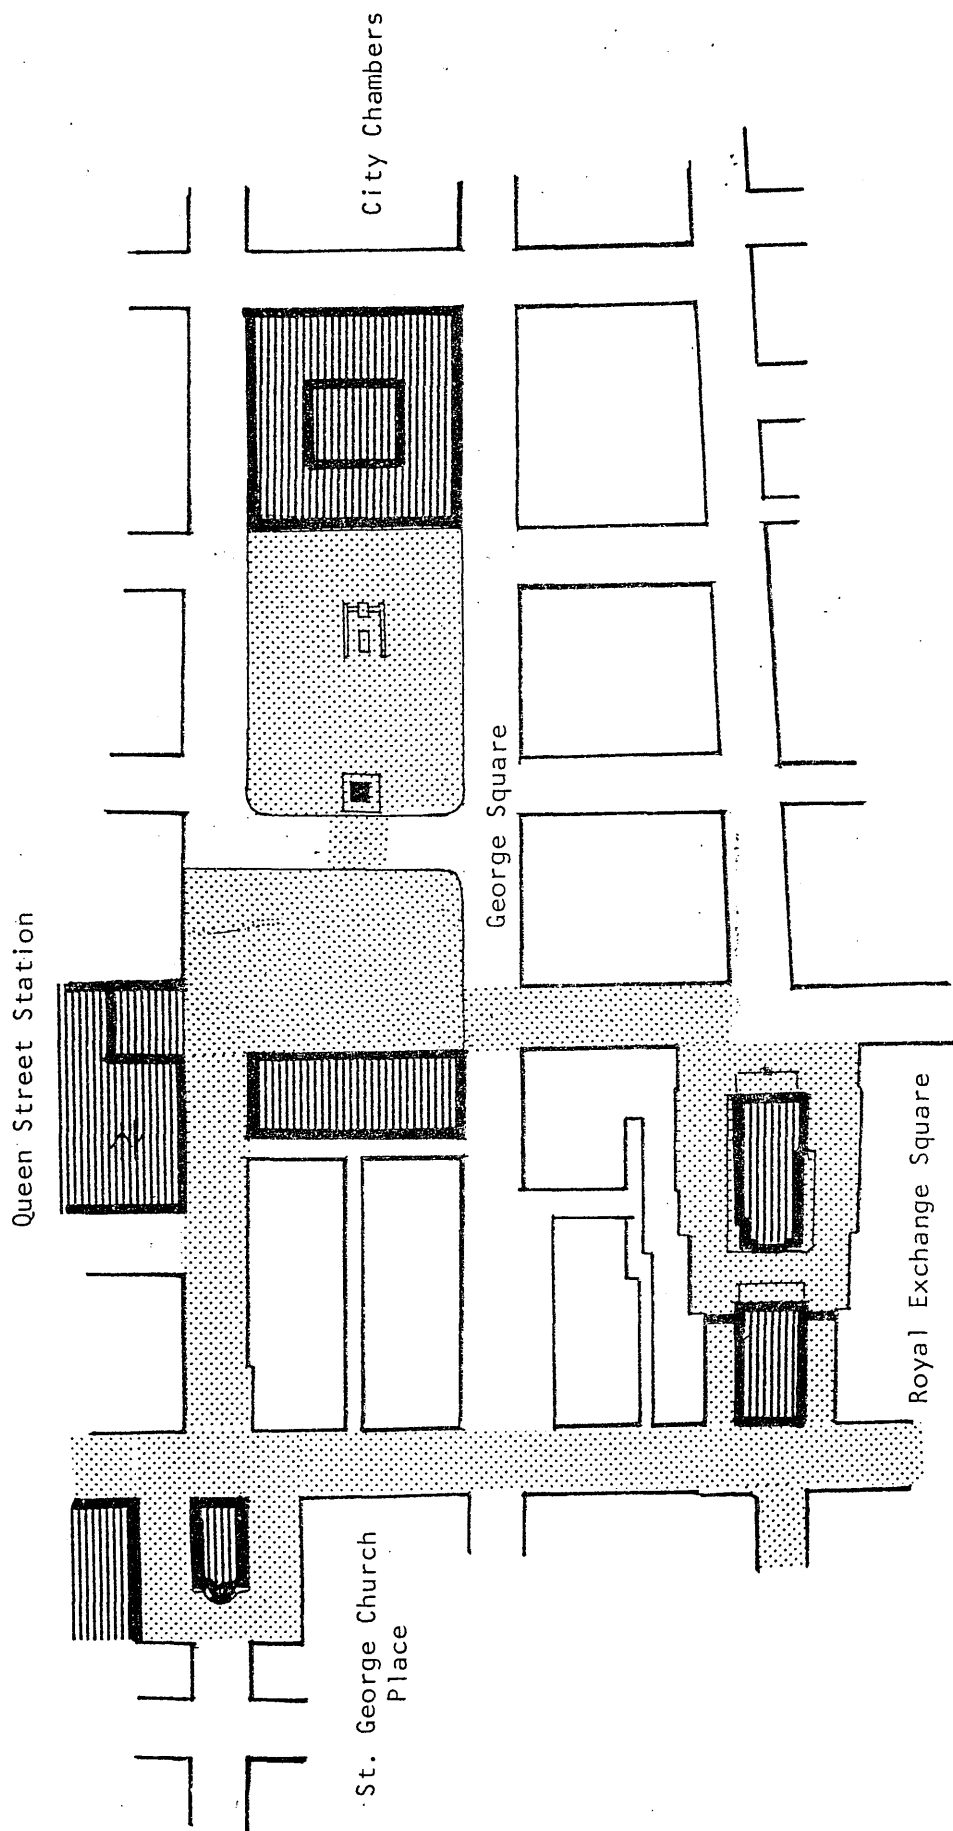 Queen Street Station
City Chambers
George Square
St. George Church
Place
Royal Exchange Square